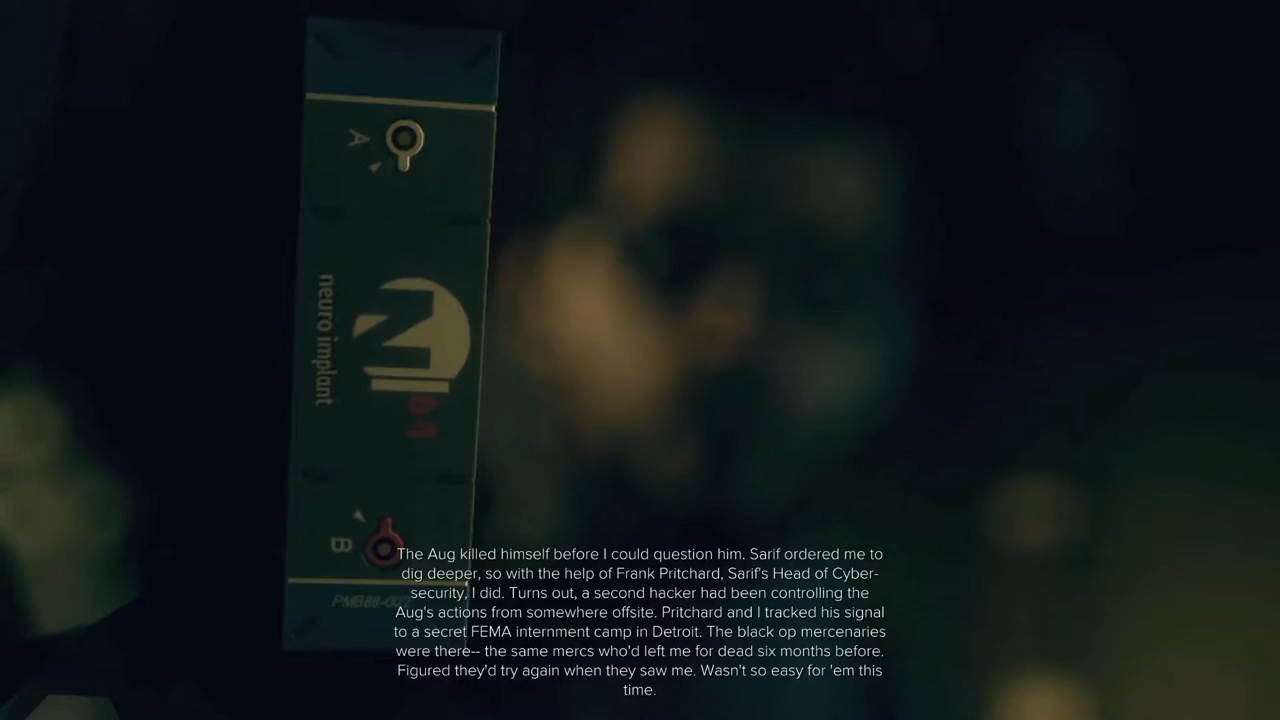 A
neuro implant
NI
B
PMB88-002
The Aug killed himself before I could question him. Sarif ordered me to
dig deeper, so with the help of Frank Pritchard, Sarif's Head of Cyber-
security, I did. Turns out, a second hacker had been controlling the
Aug's actions from somewhere offsite. Pritchard and I tracked his signal
to a secret FEMA internment camp in Detroit. The black op mercenaries
were there-- the same mercs who'd left me for dead six months before.
Figured they'd try again when they saw me. Wasn't so easy for 'em this
time.